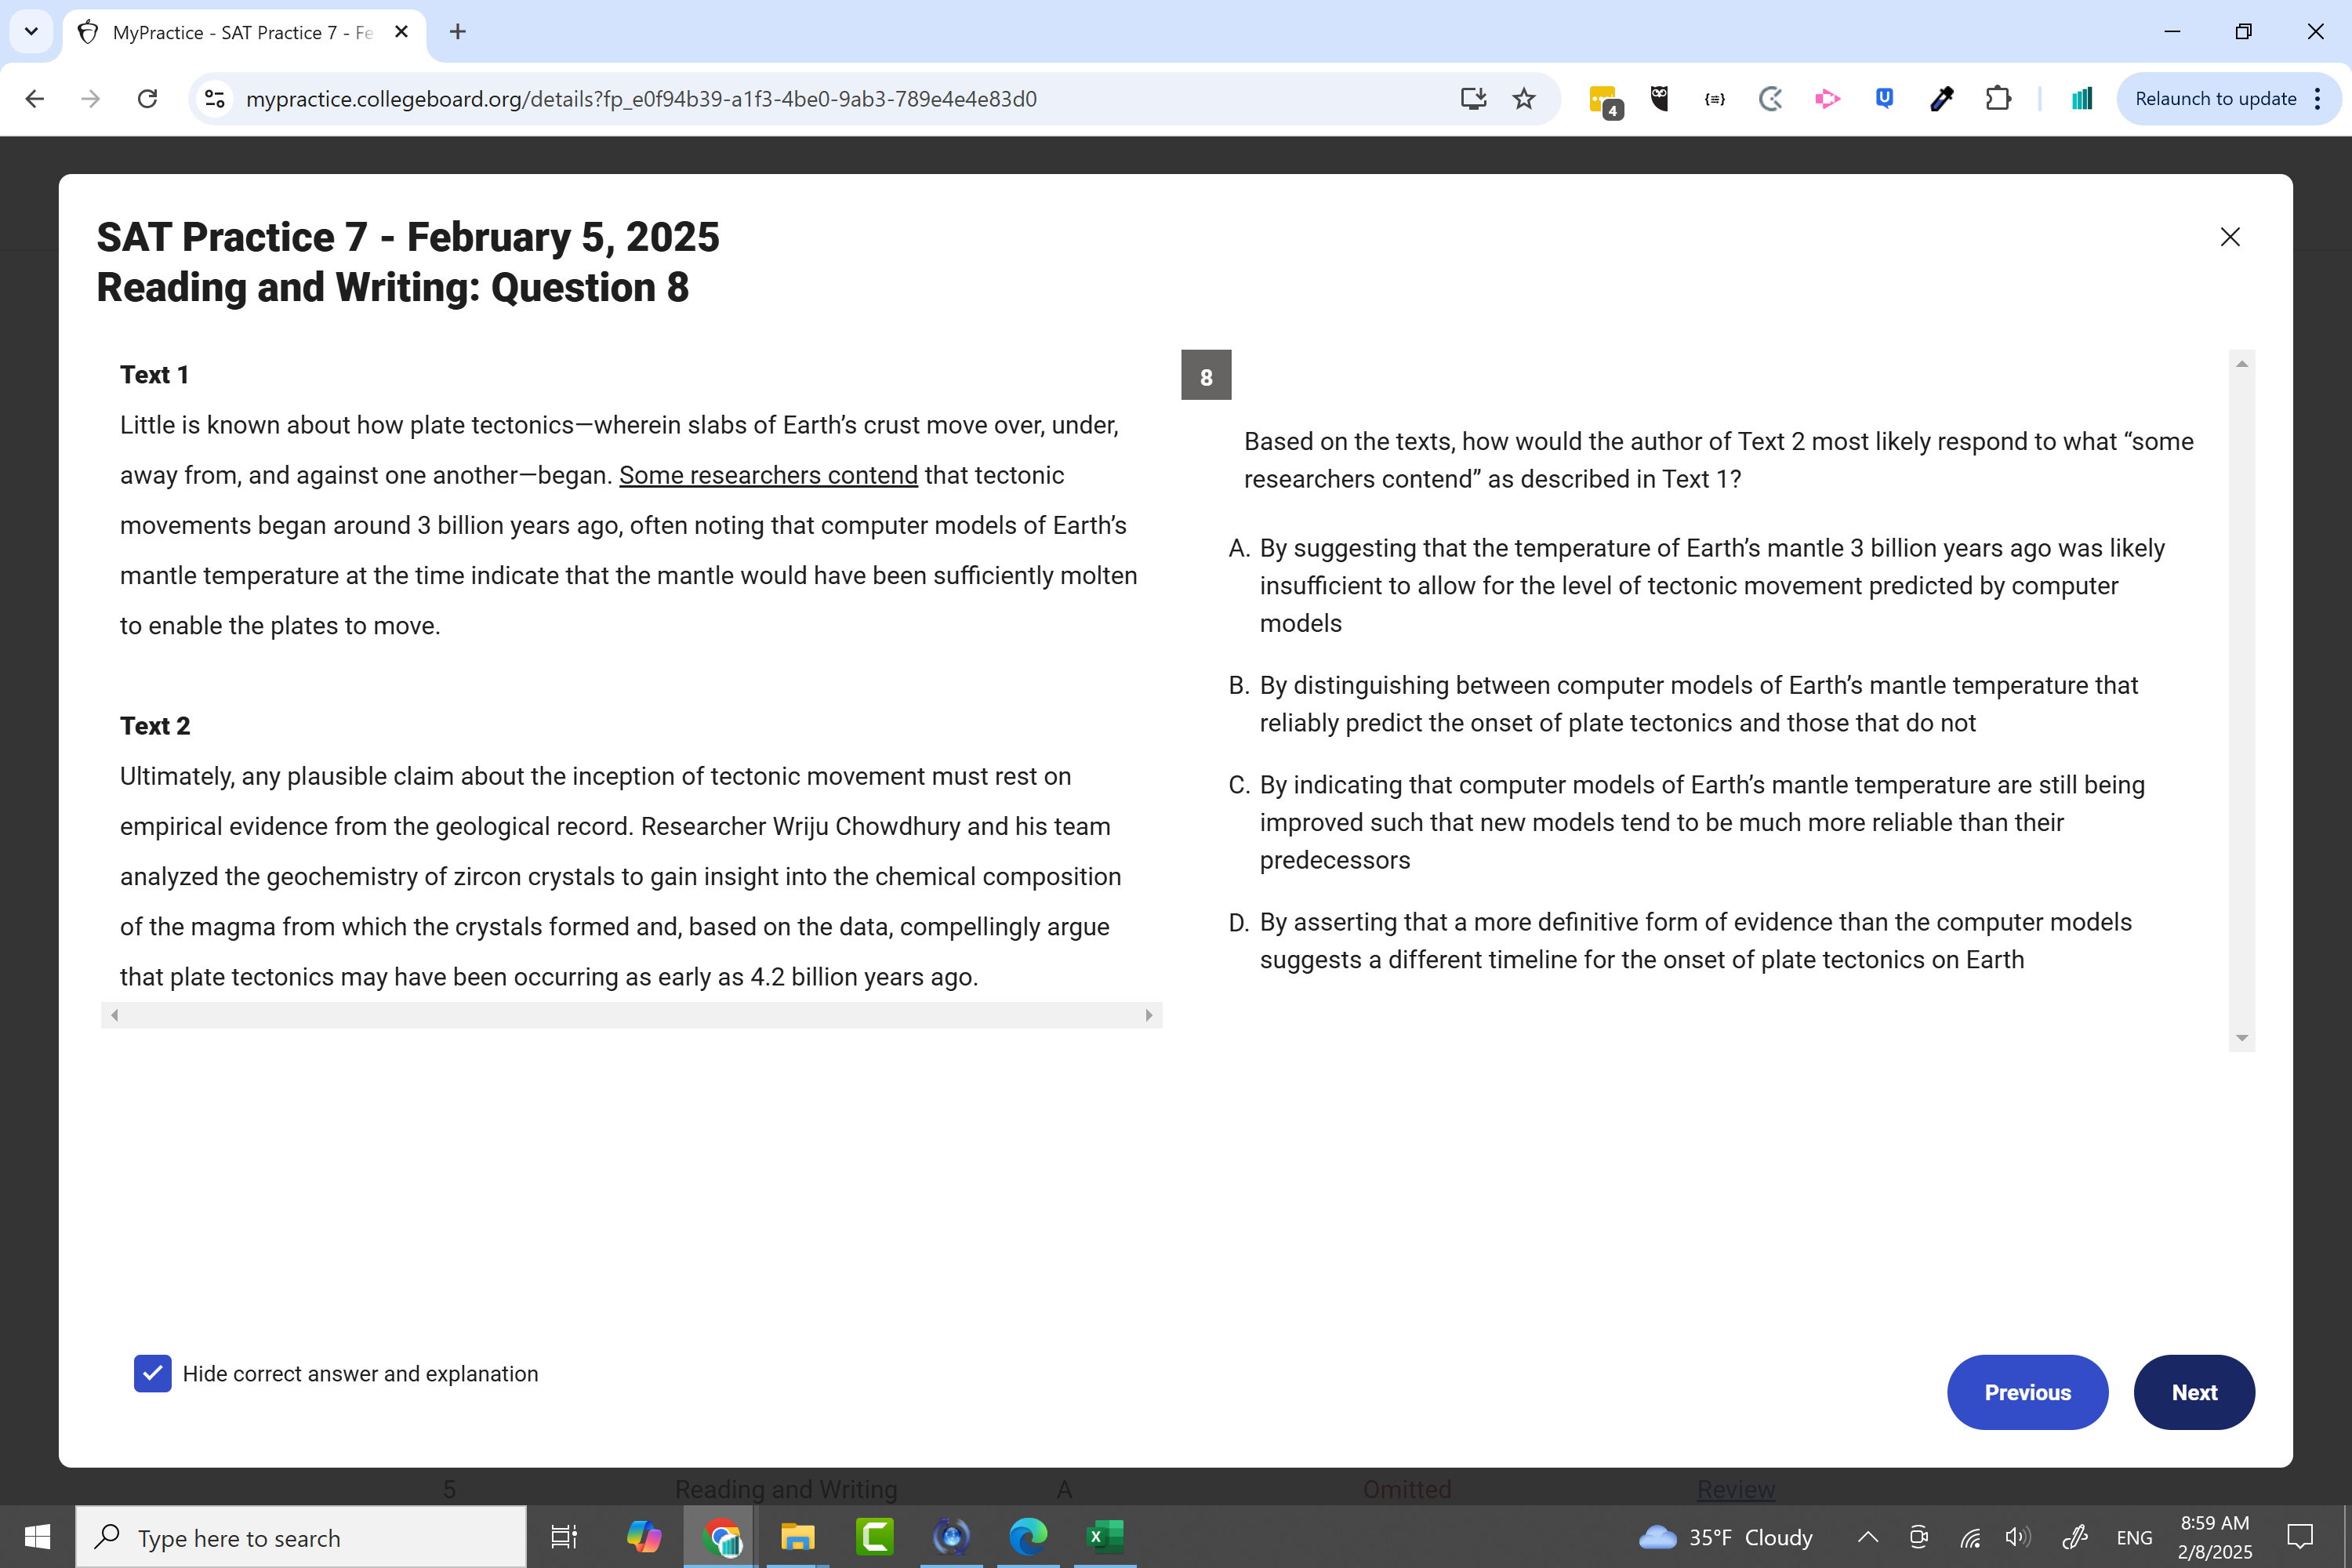 MyPractice - SAT Practice 7 - Fe
mypractice.collegeboard.org/details?fp_e0f94b39-a1f3-4be0-9ab3-789e4e4e83d0
4
Relaunch to update
SAT Practice 7 - February 5, 2025
Reading and Writing: Question 8
Text 1
Little is known about how plate tectonics—wherein slabs of Earth’s crust move over, under,
away from, and against one another—began. Some researchers contend that tectonic
movements began around 3 billion years ago, often noting that computer models of Earth’s
mantle temperature at the time indicate that the mantle would have been sufficiently molten
to enable the plates to move.
Text 2
Ultimately, any plausible claim about the inception of tectonic movement must rest on
empirical evidence from the geological record. Researcher Wriju Chowdhury and his team
analyzed the geochemistry of zircon crystals to gain insight into the chemical composition
of the magma from which the crystals formed and, based on the data, compellingly argue
that plate tectonics may have been occurring as early as 4.2 billion years ago.
8
Based on the texts, how would the author of Text 2 most likely respond to what “some
researchers contend” as described in Text 1?
A. By suggesting that the temperature of Earth’s mantle 3 billion years ago was likely
insufficient to allow for the level of tectonic movement predicted by computer
models
B. By distinguishing between computer models of Earth’s mantle temperature that
reliably predict the onset of plate tectonics and those that do not
C. By indicating that computer models of Earth’s mantle temperature are still being
improved such that new models tend to be much more reliable than their
predecessors
D. By asserting that a more definitive form of evidence than the computer models
suggests a different timeline for the onset of plate tectonics on Earth
Hide correct answer and explanation
Previous
Next
5 Reading and Writing A Omitted Review
Type here to search
35°F Cloudy
ENG
8:59 AM
2/8/2025